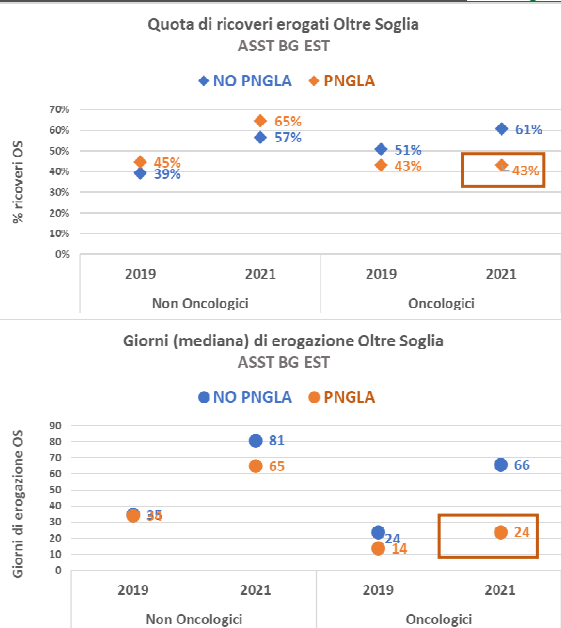 Quota di ricoveri erogati Oltre Soglia
ASST BG EST
NO PNGLA PNGLA
% ricoveri OS
70%
60%
50%
40%
30%
20%
10%
0%
65%
57%
45%
39%
51%
43%
61%
43%
2019 2021 2019 2021
Non Oncologici Oncologici
Giorni (mediana) di erogazione Oltre Soglia
ASST BG EST
NO PNGLA PNGLA
Giorni di erogazione OS
90
80
70
60
50
40
30
20
10
0
81
65
35
24
14
66
24
2019 2021 2019 2021
Non Oncologici Oncologici